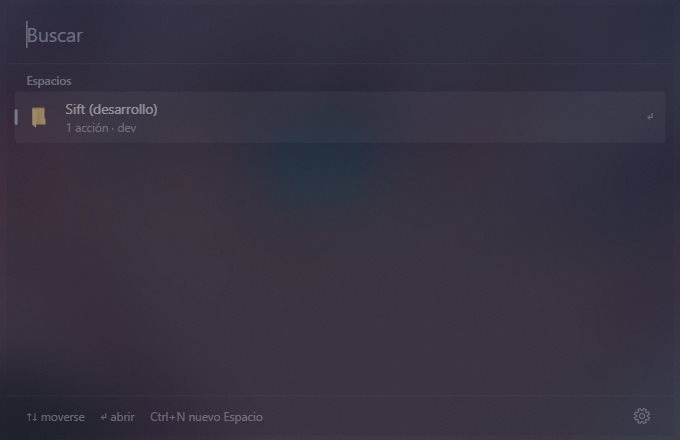 Buscar
Espacios
Sift (desarrollo)
1 acción · dev
↵
↑↓ moverse ↵ abrir Ctrl+N nuevo Espacio